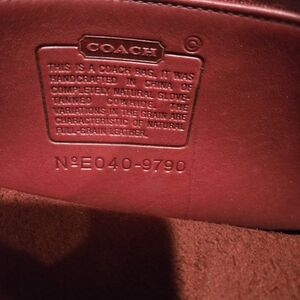 COACH ©
THIS IS A COACH BAG. IT WAS
HANDCRAFTED IN CHINA OF
COMPLETELY NATURAL GLOVE-
TANNED COWHIDE. THE
VARIATIONS IN THE GRAIN ARE
CHARACTERISTIC OF NATURAL
FULL-GRAIN LEATHER.
NºE040-9790